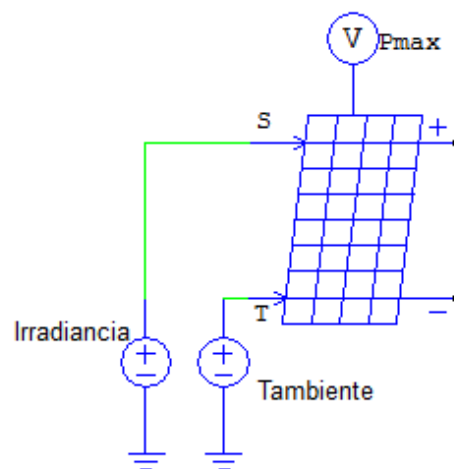 V Pmax
S
+
T
−
Irradiancia
+
−
+
−
Tambiente